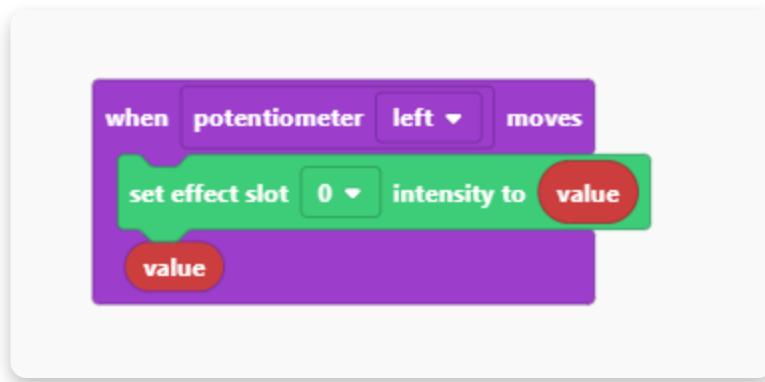 when potentiometer left moves
set effect slot 0 intensity to value
value